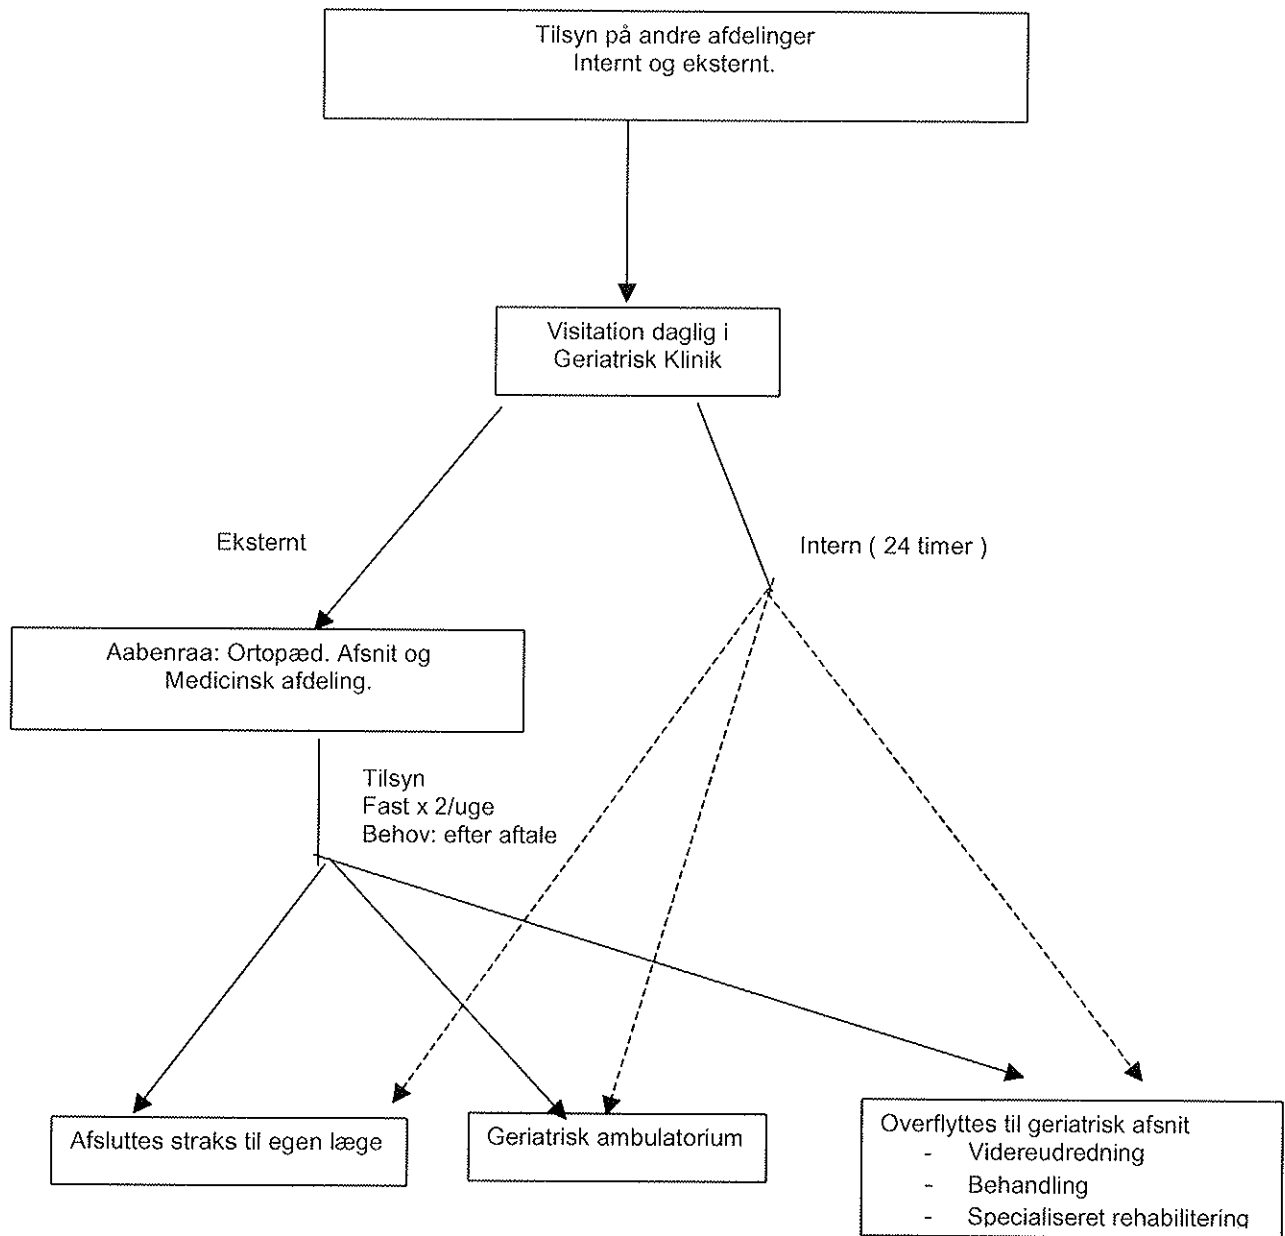 Tilsyn på andre afdelinger
Internt og eksternt.
Visitation daglig i
Geriatrisk Klinik
Eksternt
Intern ( 24 timer )
Aabenraa: Ortopæd. Afsnit og
Medicinsk afdeling.
Tilsyn
Fast x 2/uge
Behov: efter aftale
Afsluttes straks til egen læge
Geriatrisk ambulatorium
Overflyttes til geriatrisk afsnit
- Videreudredning
- Behandling
- Specialiseret rehabilitering